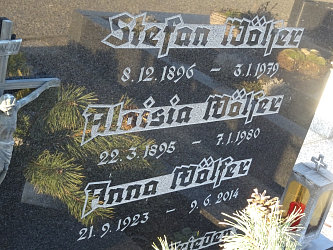 Stefan Wölfer
8.12.1896 - 3.1.1979
Aloisia Wölfer
22.3.1895 - 7.1.1980
Anna Wölfer
21.9.1923 - 9.6.2014